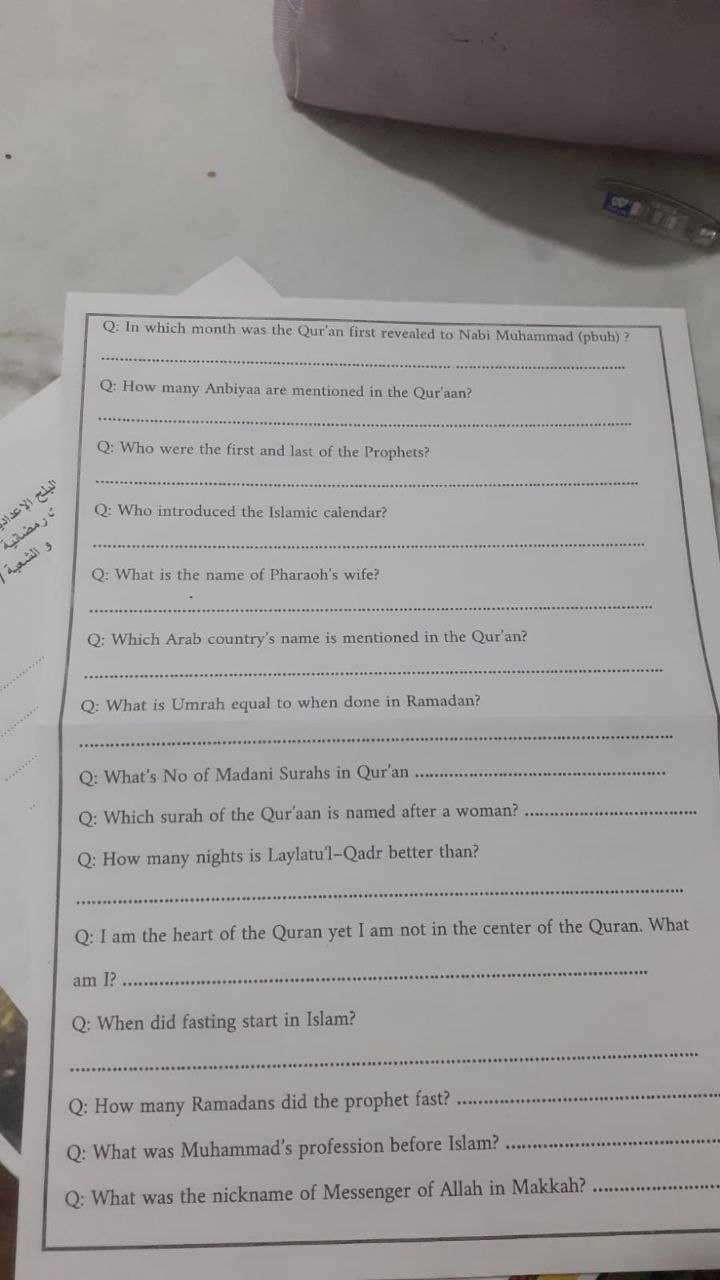 Q: In which month was the Qur'an first revealed to Nabi Muhammad (pbuh) ?
Q: How many Anbiyaa are mentioned in the Qur'aan?
Q: Who were the first and last of the Prophets?
Q: Who introduced the Islamic calendar?
Q: What is the name of Pharaoh's wife?
Q: Which Arab country's name is mentioned in the Qur'an?
Q: What is Umrah equal to when done in Ramadan?
Q: What's No of Madani Surahs in Qur'an ..............................
Q: Which surah of the Qur'aan is named after a woman? ..............................
Q: How many nights is Laylatu'l-Qadr better than?
Q: I am the heart of the Quran yet I am not in the center of the Quran. What
am I? ..............................
Q: When did fasting start in Islam?
Q: How many Ramadans did the prophet fast? ..............................
Q: What was Muhammad's profession before Islam? ..............................
Q: What was the nickname of Messenger of Allah in Makkah? ....................
البلح
رمضانية
و الشعبة